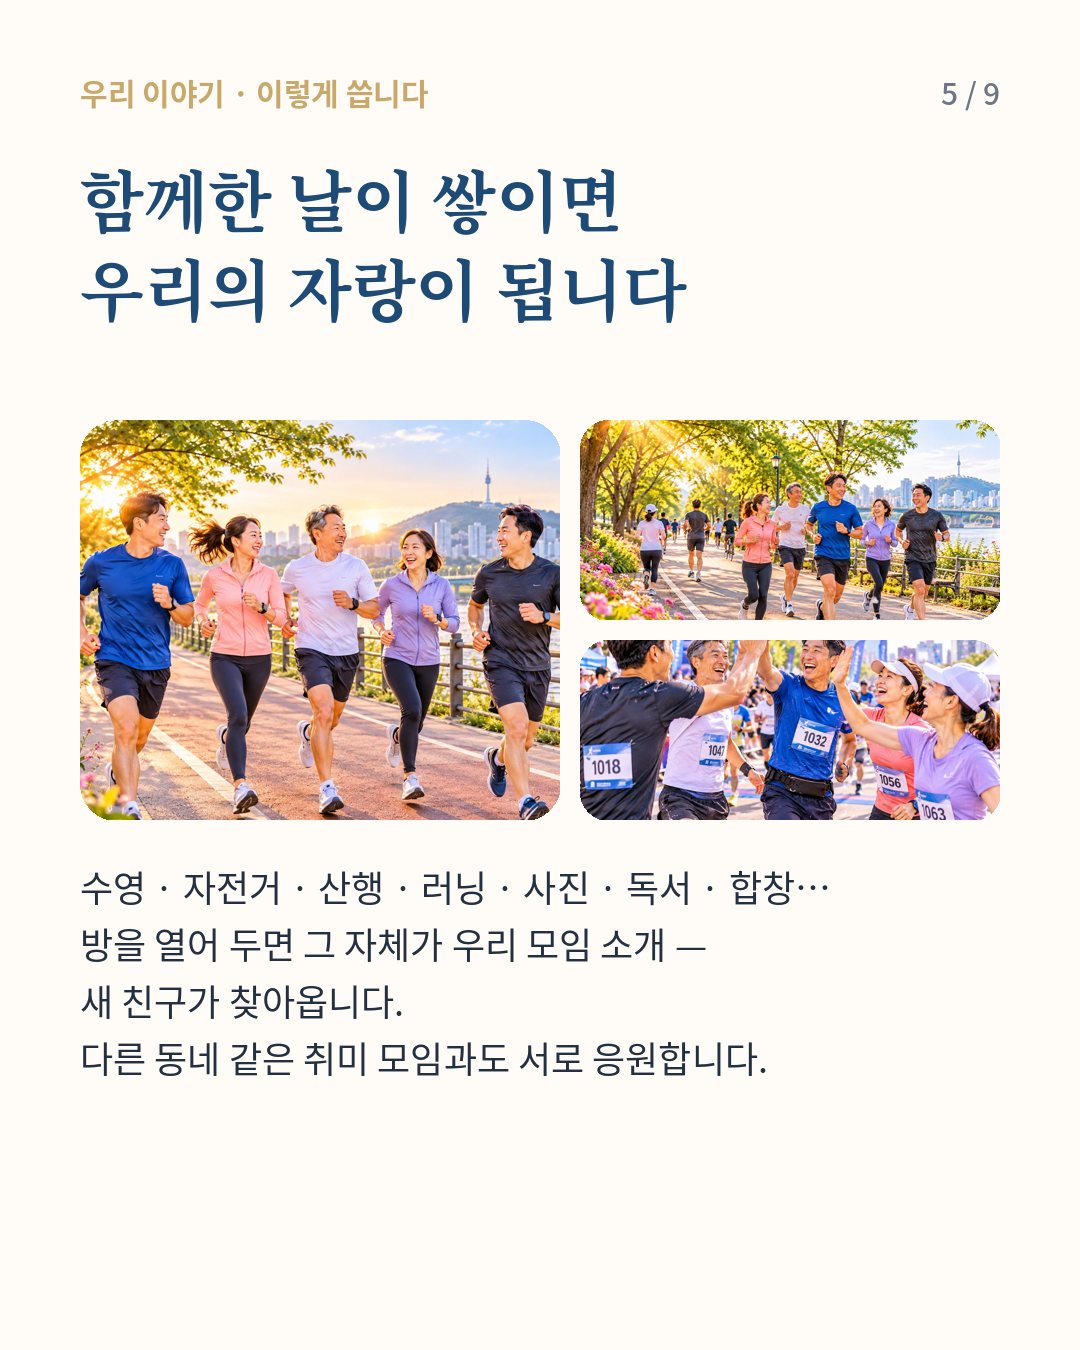 우리 이야기 · 이렇게 씁니다
5 / 9
함께한 날이 쌓이면
우리의 자랑이 됩니다
1018
1047
1032
1056
1063
수영 · 자전거 · 산행 · 러닝 · 사진 · 독서 · 합창…
방을 열어 두면 그 자체가 우리 모임 소개 —
새 친구가 찾아옵니다.
다른 동네 같은 취미 모임과도 서로 응원합니다.